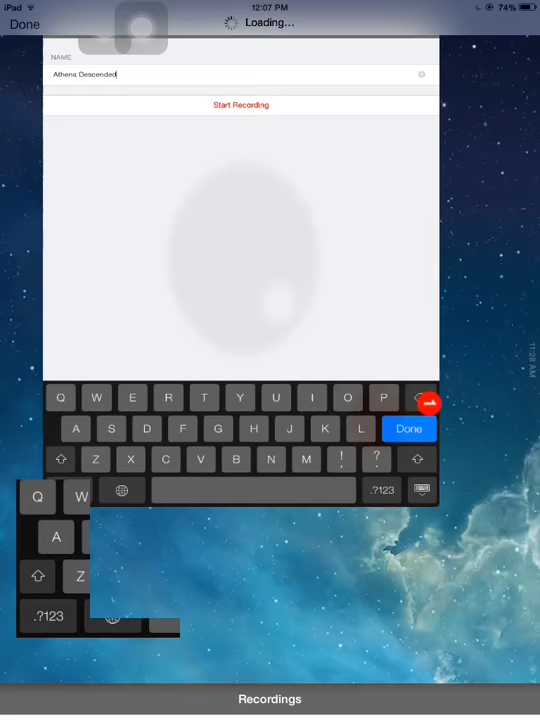 iPad 12:07 PM 74%
Done Loading...
NAME
Athena Descended
Start Recording
11:28 AM
Q W E R T Y U I O P
A S D F G H J K L Done
Z X C V B N M ! , ? .
.?123
Q W
A
Z
.?123
Recordings